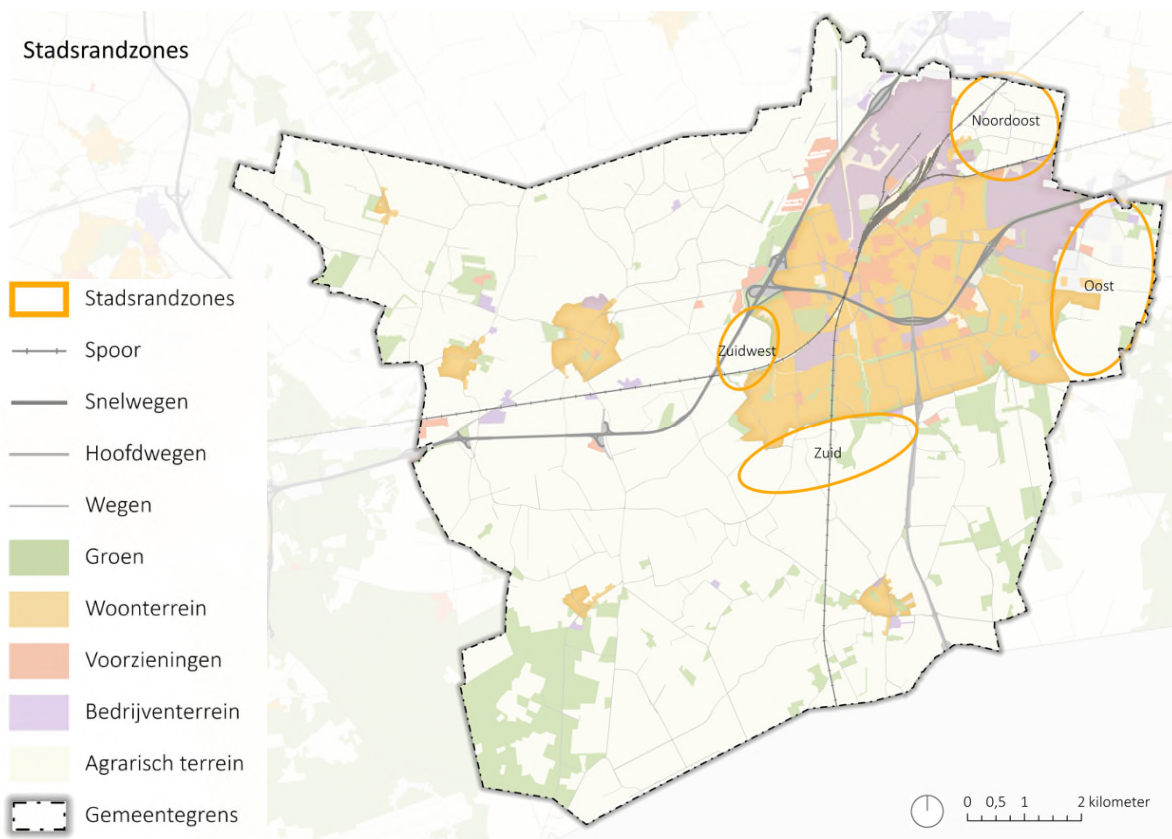 Stadsrandzones
Noordoost
Oost
Zuidwest
Zuid
Stadsrandzones
Spoor
Snelwegen
Hoofdwegen
Wegen
Groen
Woonterrein
Voorzieningen
Bedrijventerrein
Agrarisch terrein
Gemeentegrens
0 0,5 1 2 kilometer